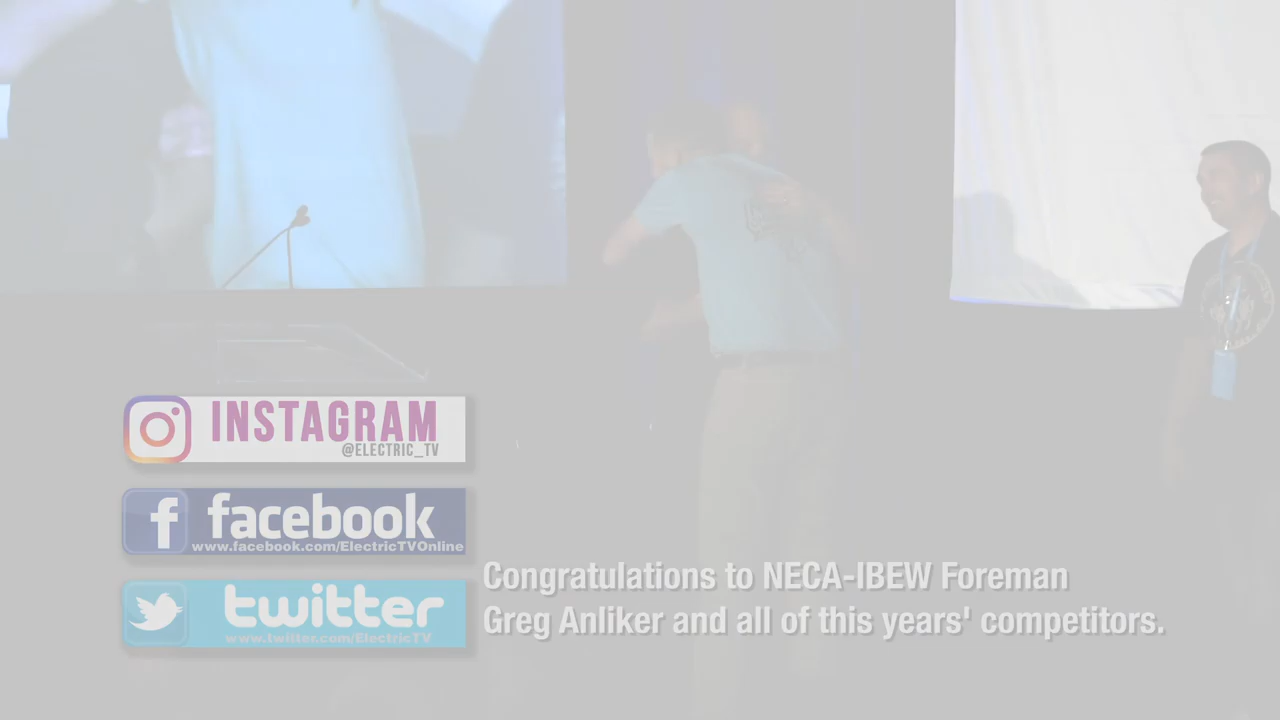 INSTAGRAM
@ELECTRIC_TV
facebook
www.facebook.com/ElectricTVOnline
twitter
www.twitter.com/ElectricTV
Congratulations to NECA-IBEW Foreman
Greg Anliker and all of this years' competitors.